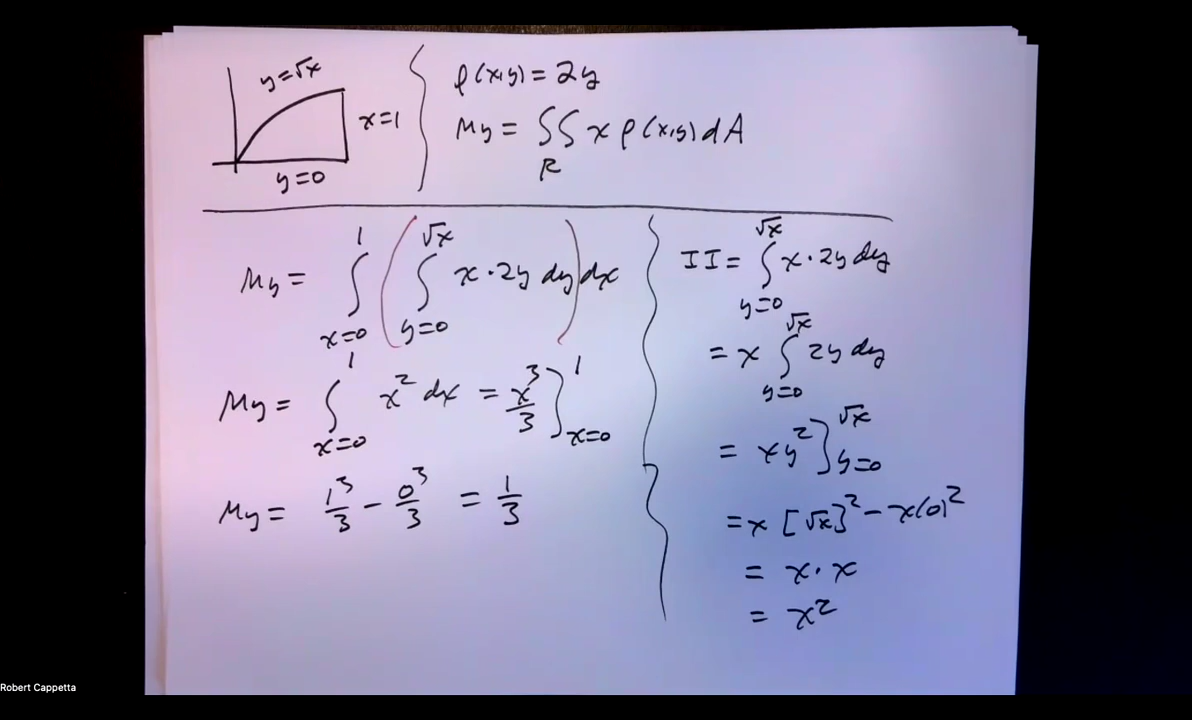 y=√x
x=1
y=0
ρ(x,y) = 2y
My = ∫∫ x ρ(x,y) dA
R
My = ∫_{x=0}^{1} ( ∫_{y=0}^{√x} x·2y dy ) dx
My = ∫_{x=0}^{1} x² dx = x³/3 ]_{x=0}^{1}
My = 1³/3 - 0³/3 = 1/3
II = ∫_{y=0}^{√x} x·2y dy
= x ∫_{y=0}^{√x} 2y dy
= xy² ]_{y=0}^{√x}
= x [√x]² - x(0)²
= x·x
= x²
Robert Cappetta